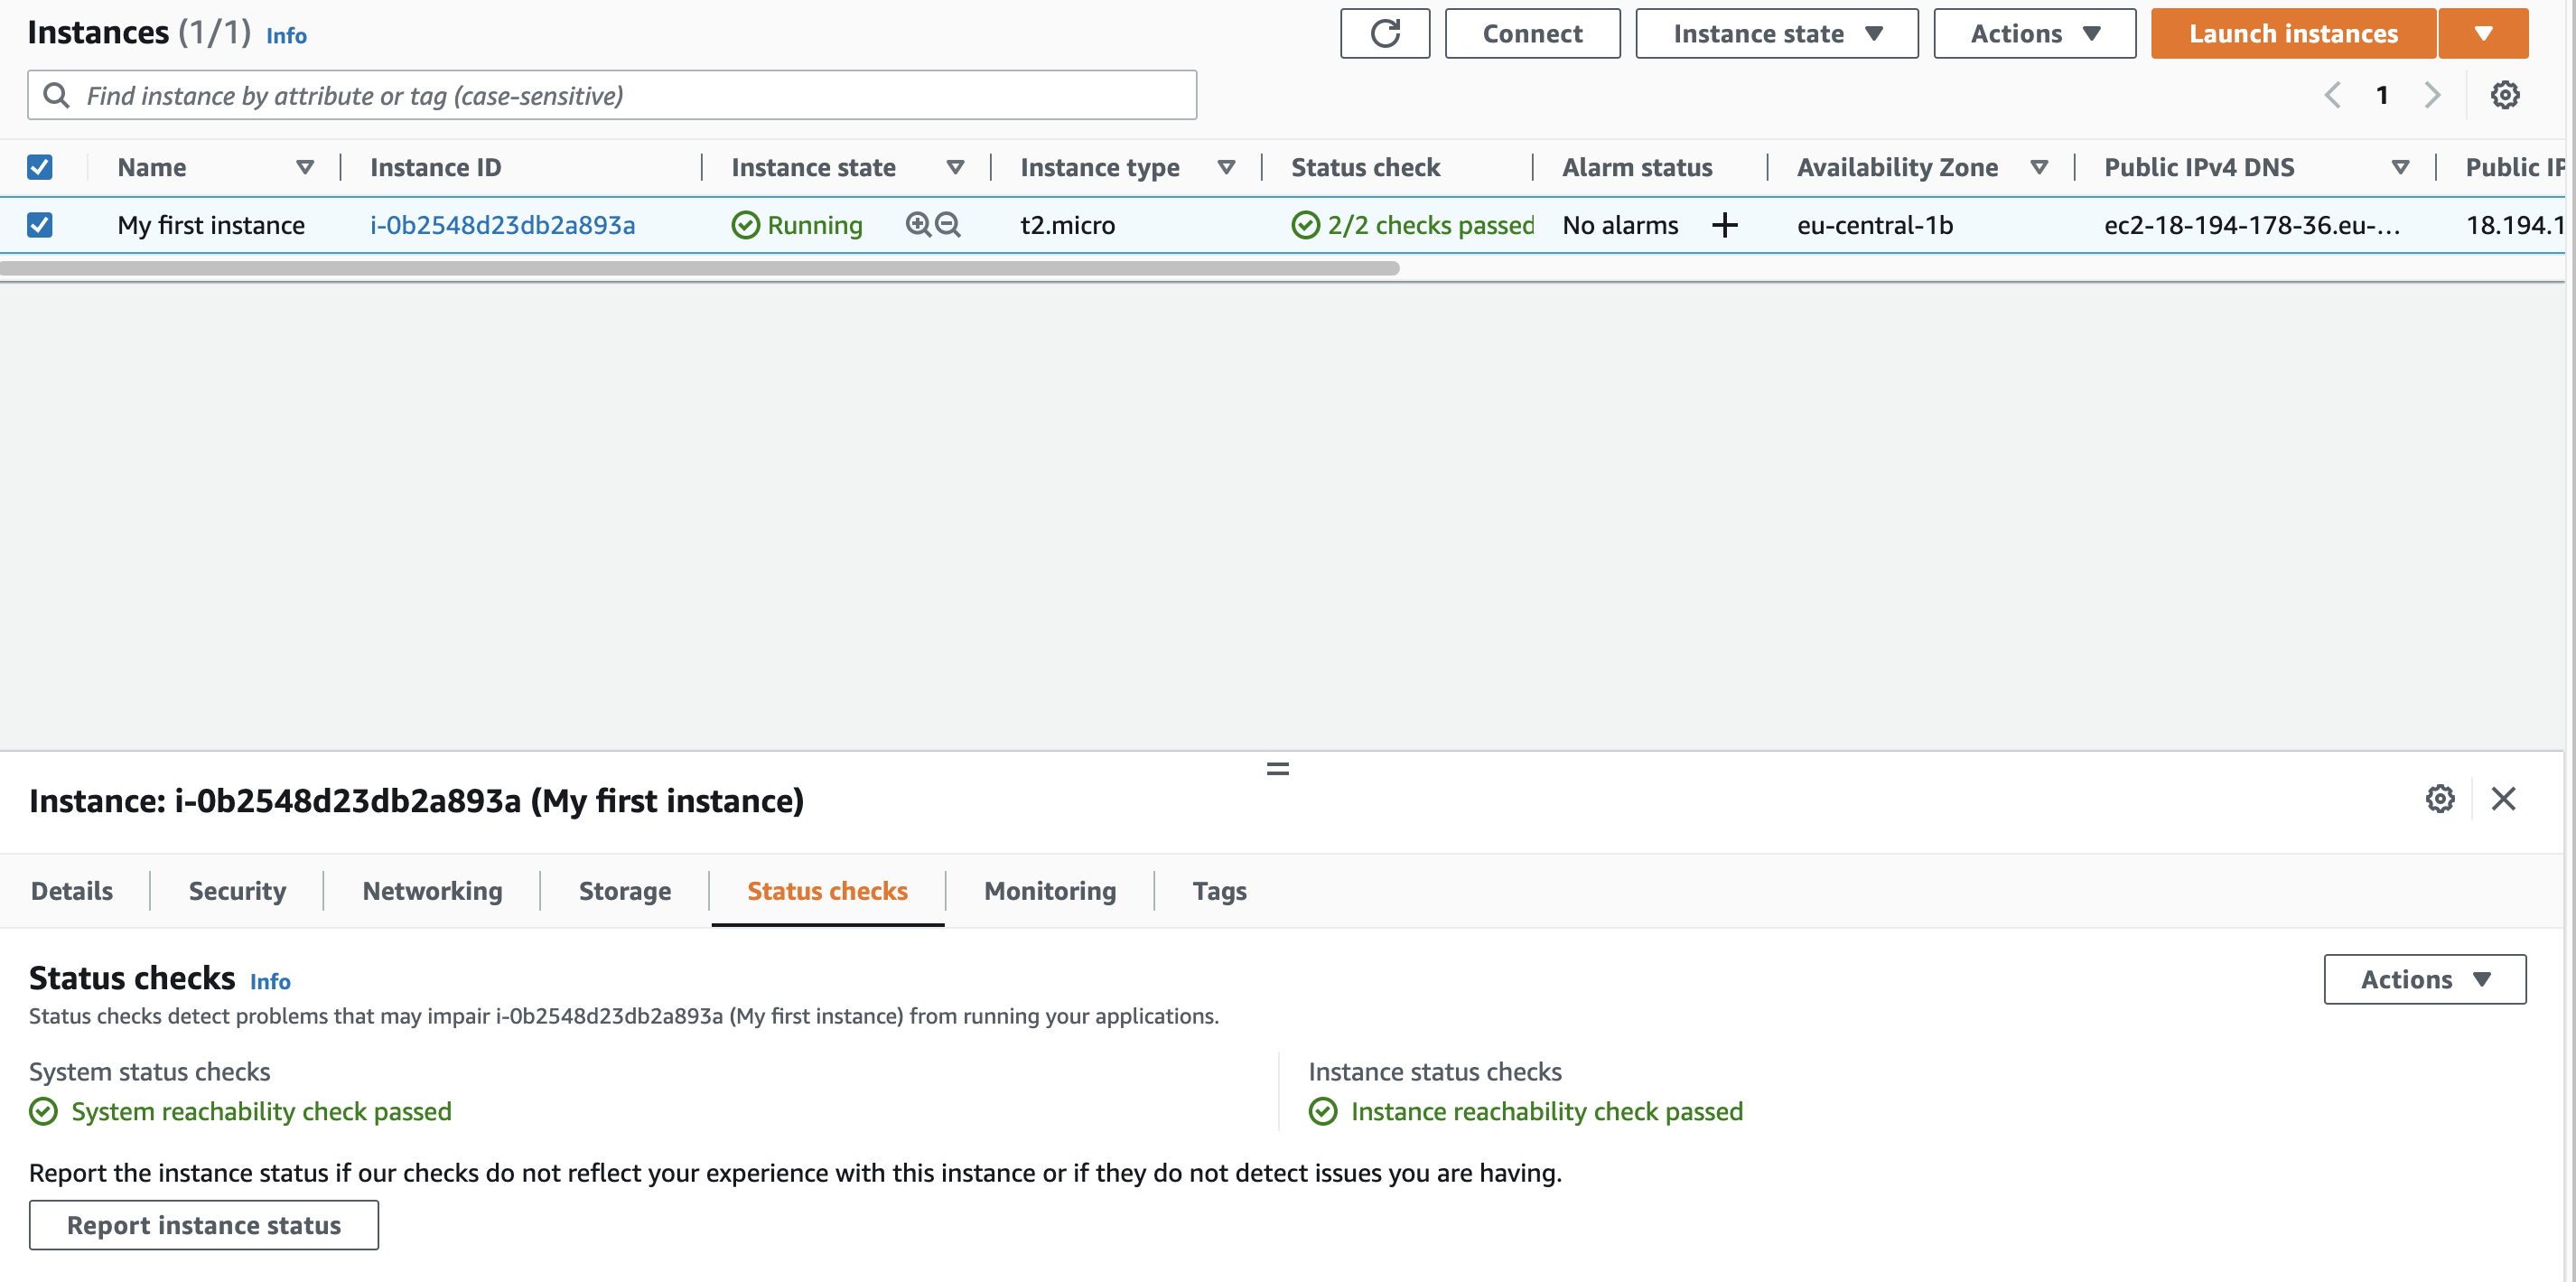 Instances (1/1) Info
Connect
Instance state
Actions
Launch instances
Find instance by attribute or tag (case-sensitive)
1
Name Instance ID Instance state Instance type Status check Alarm status Availability Zone Public IPv4 DNS Public IP
My first instance i-0b2548d23db2a893a Running t2.micro 2/2 checks passed No alarms eu-central-1b ec2-18-194-178-36.eu-... 18.194.1
Instance: i-0b2548d23db2a893a (My first instance)
Details Security Networking Storage Status checks Monitoring Tags
Status checks Info
Actions
Status checks detect problems that may impair i-0b2548d23db2a893a (My first instance) from running your applications.
System status checks
System reachability check passed
Instance status checks
Instance reachability check passed
Report the instance status if our checks do not reflect your experience with this instance or if they do not detect issues you are having.
Report instance status